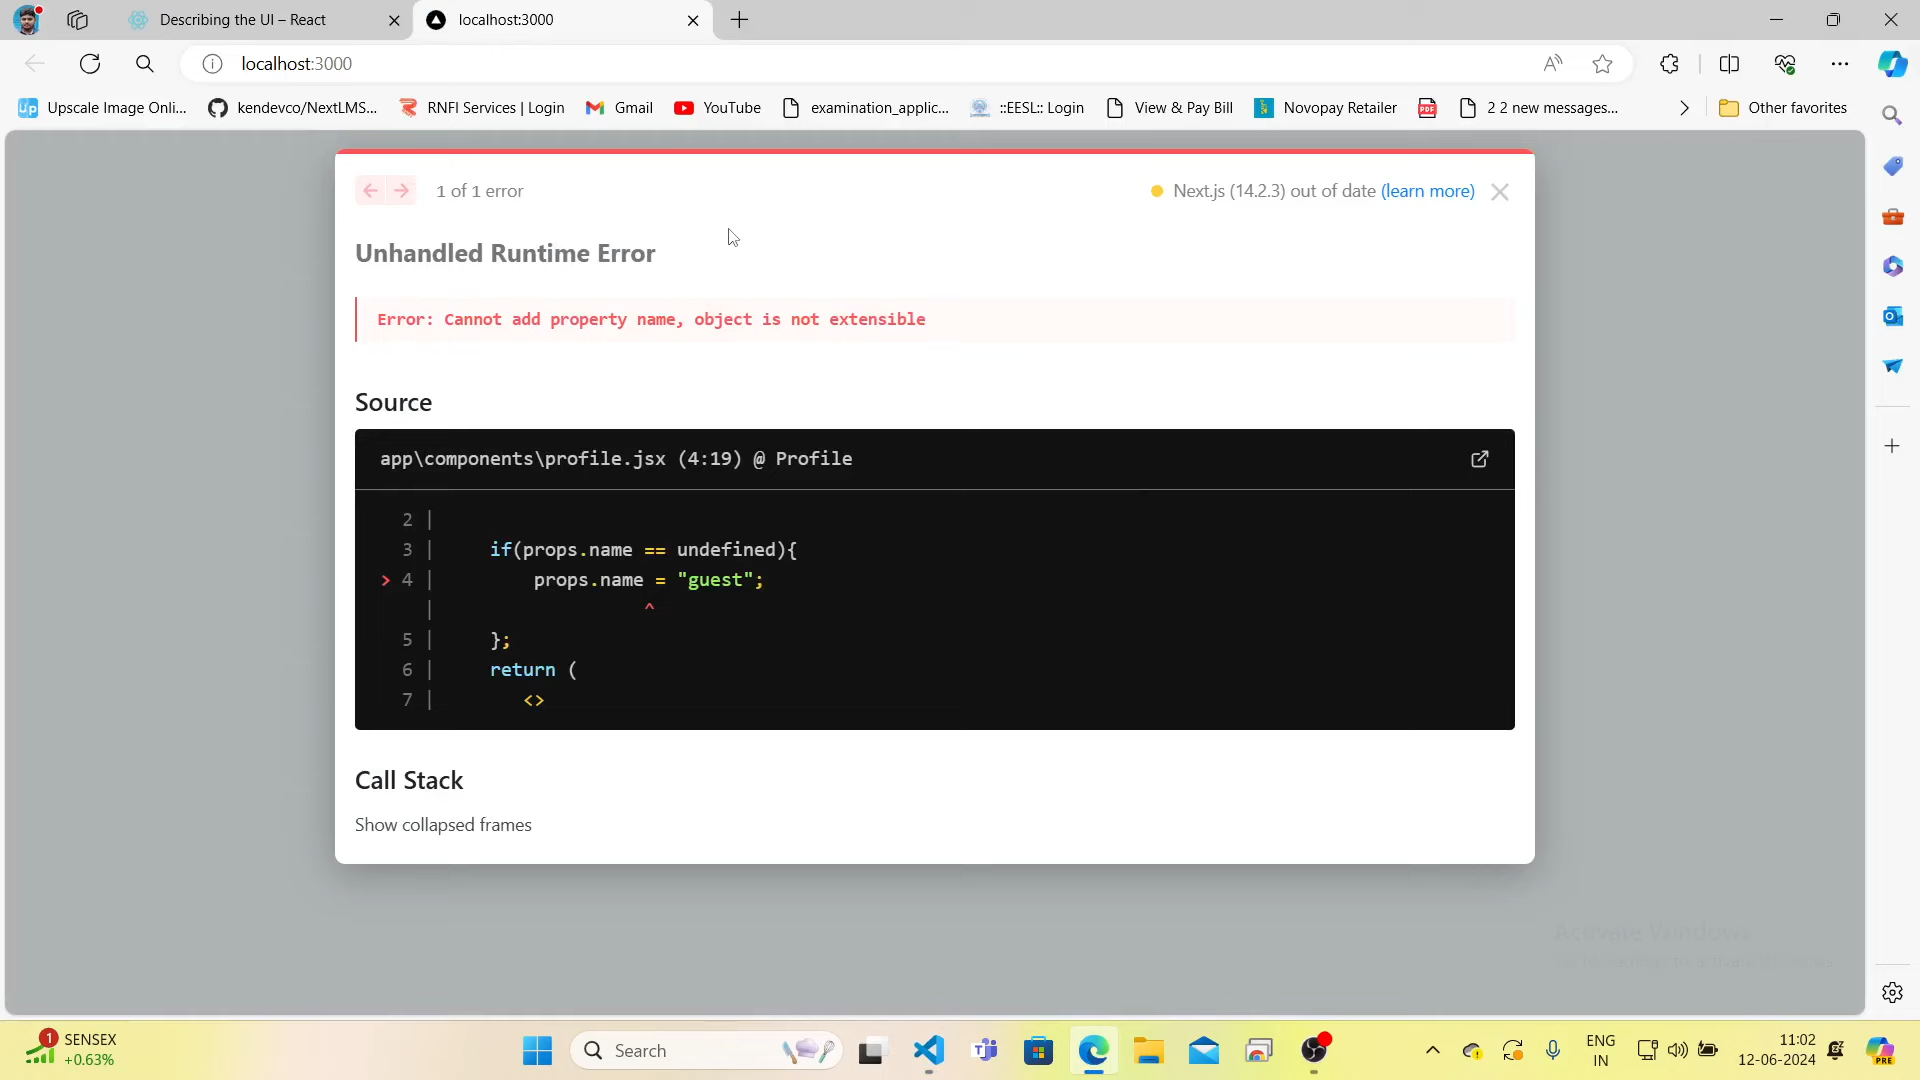 Describing the UI – React
localhost:3000
localhost:3000
Upscale Image Onli...
kendevco/NextLMS...
RNFI Services | Login
Gmail
YouTube
examination_applic...
::EESL:: Login
View & Pay Bill
Novopay Retailer
PDF
2 2 new messages...
Other favorites
1 of 1 error
Next.js (14.2.3) out of date (learn more)
Unhandled Runtime Error
Error: Cannot add property name, object is not extensible
Source
app\components\profile.jsx (4:19) @ Profile
2 |
3 | if(props.name == undefined){
> 4 | props.name = "guest";
| ^
5 | };
6 | return (
7 | <>
Call Stack
Show collapsed frames
Activate Windows
1
SENSEX
+0.63%
Search
ENG
IN
11:02
12-06-2024
PRE